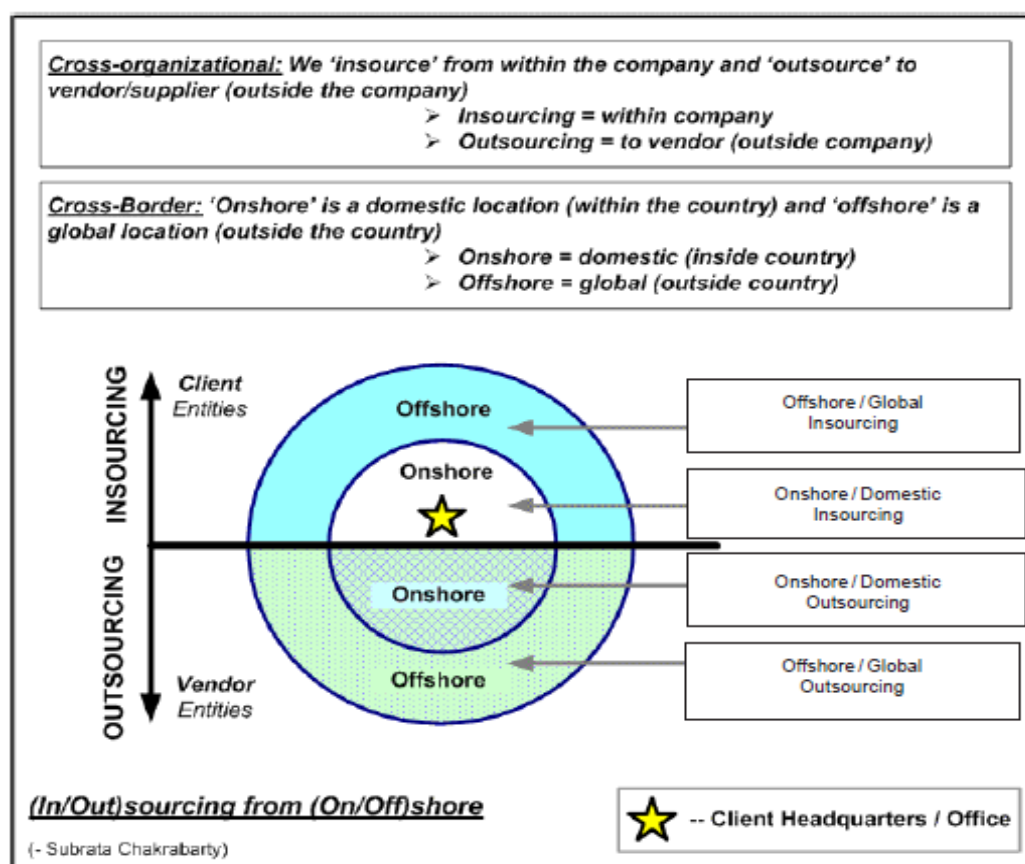 Cross-organizational: We 'insource' from within the company and 'outsource' to
vendor/supplier (outside the company)
➢ Insourcing = within company
➢ Outsourcing = to vendor (outside company)
Cross-Border: 'Onshore' is a domestic location (within the country) and 'offshore' is a
global location (outside the country)
➢ Onshore = domestic (inside country)
➢ Offshore = global (outside country)
INSOURCING
OUTSOURCING
Client
Entities
Vendor
Entities
Offshore
Onshore
Onshore
Offshore
Offshore / Global
Insourcing
Onshore / Domestic
Insourcing
Onshore / Domestic
Outsourcing
Offshore / Global
Outsourcing
(In/Out)sourcing from (On/Off)shore
(- Subrata Chakrabarty)
-- Client Headquarters / Office